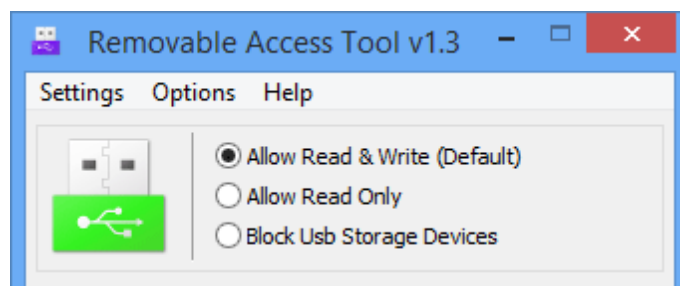 Removable Access Tool v1.3
Settings Options Help
Allow Read & Write (Default)
Allow Read Only
Block Usb Storage Devices